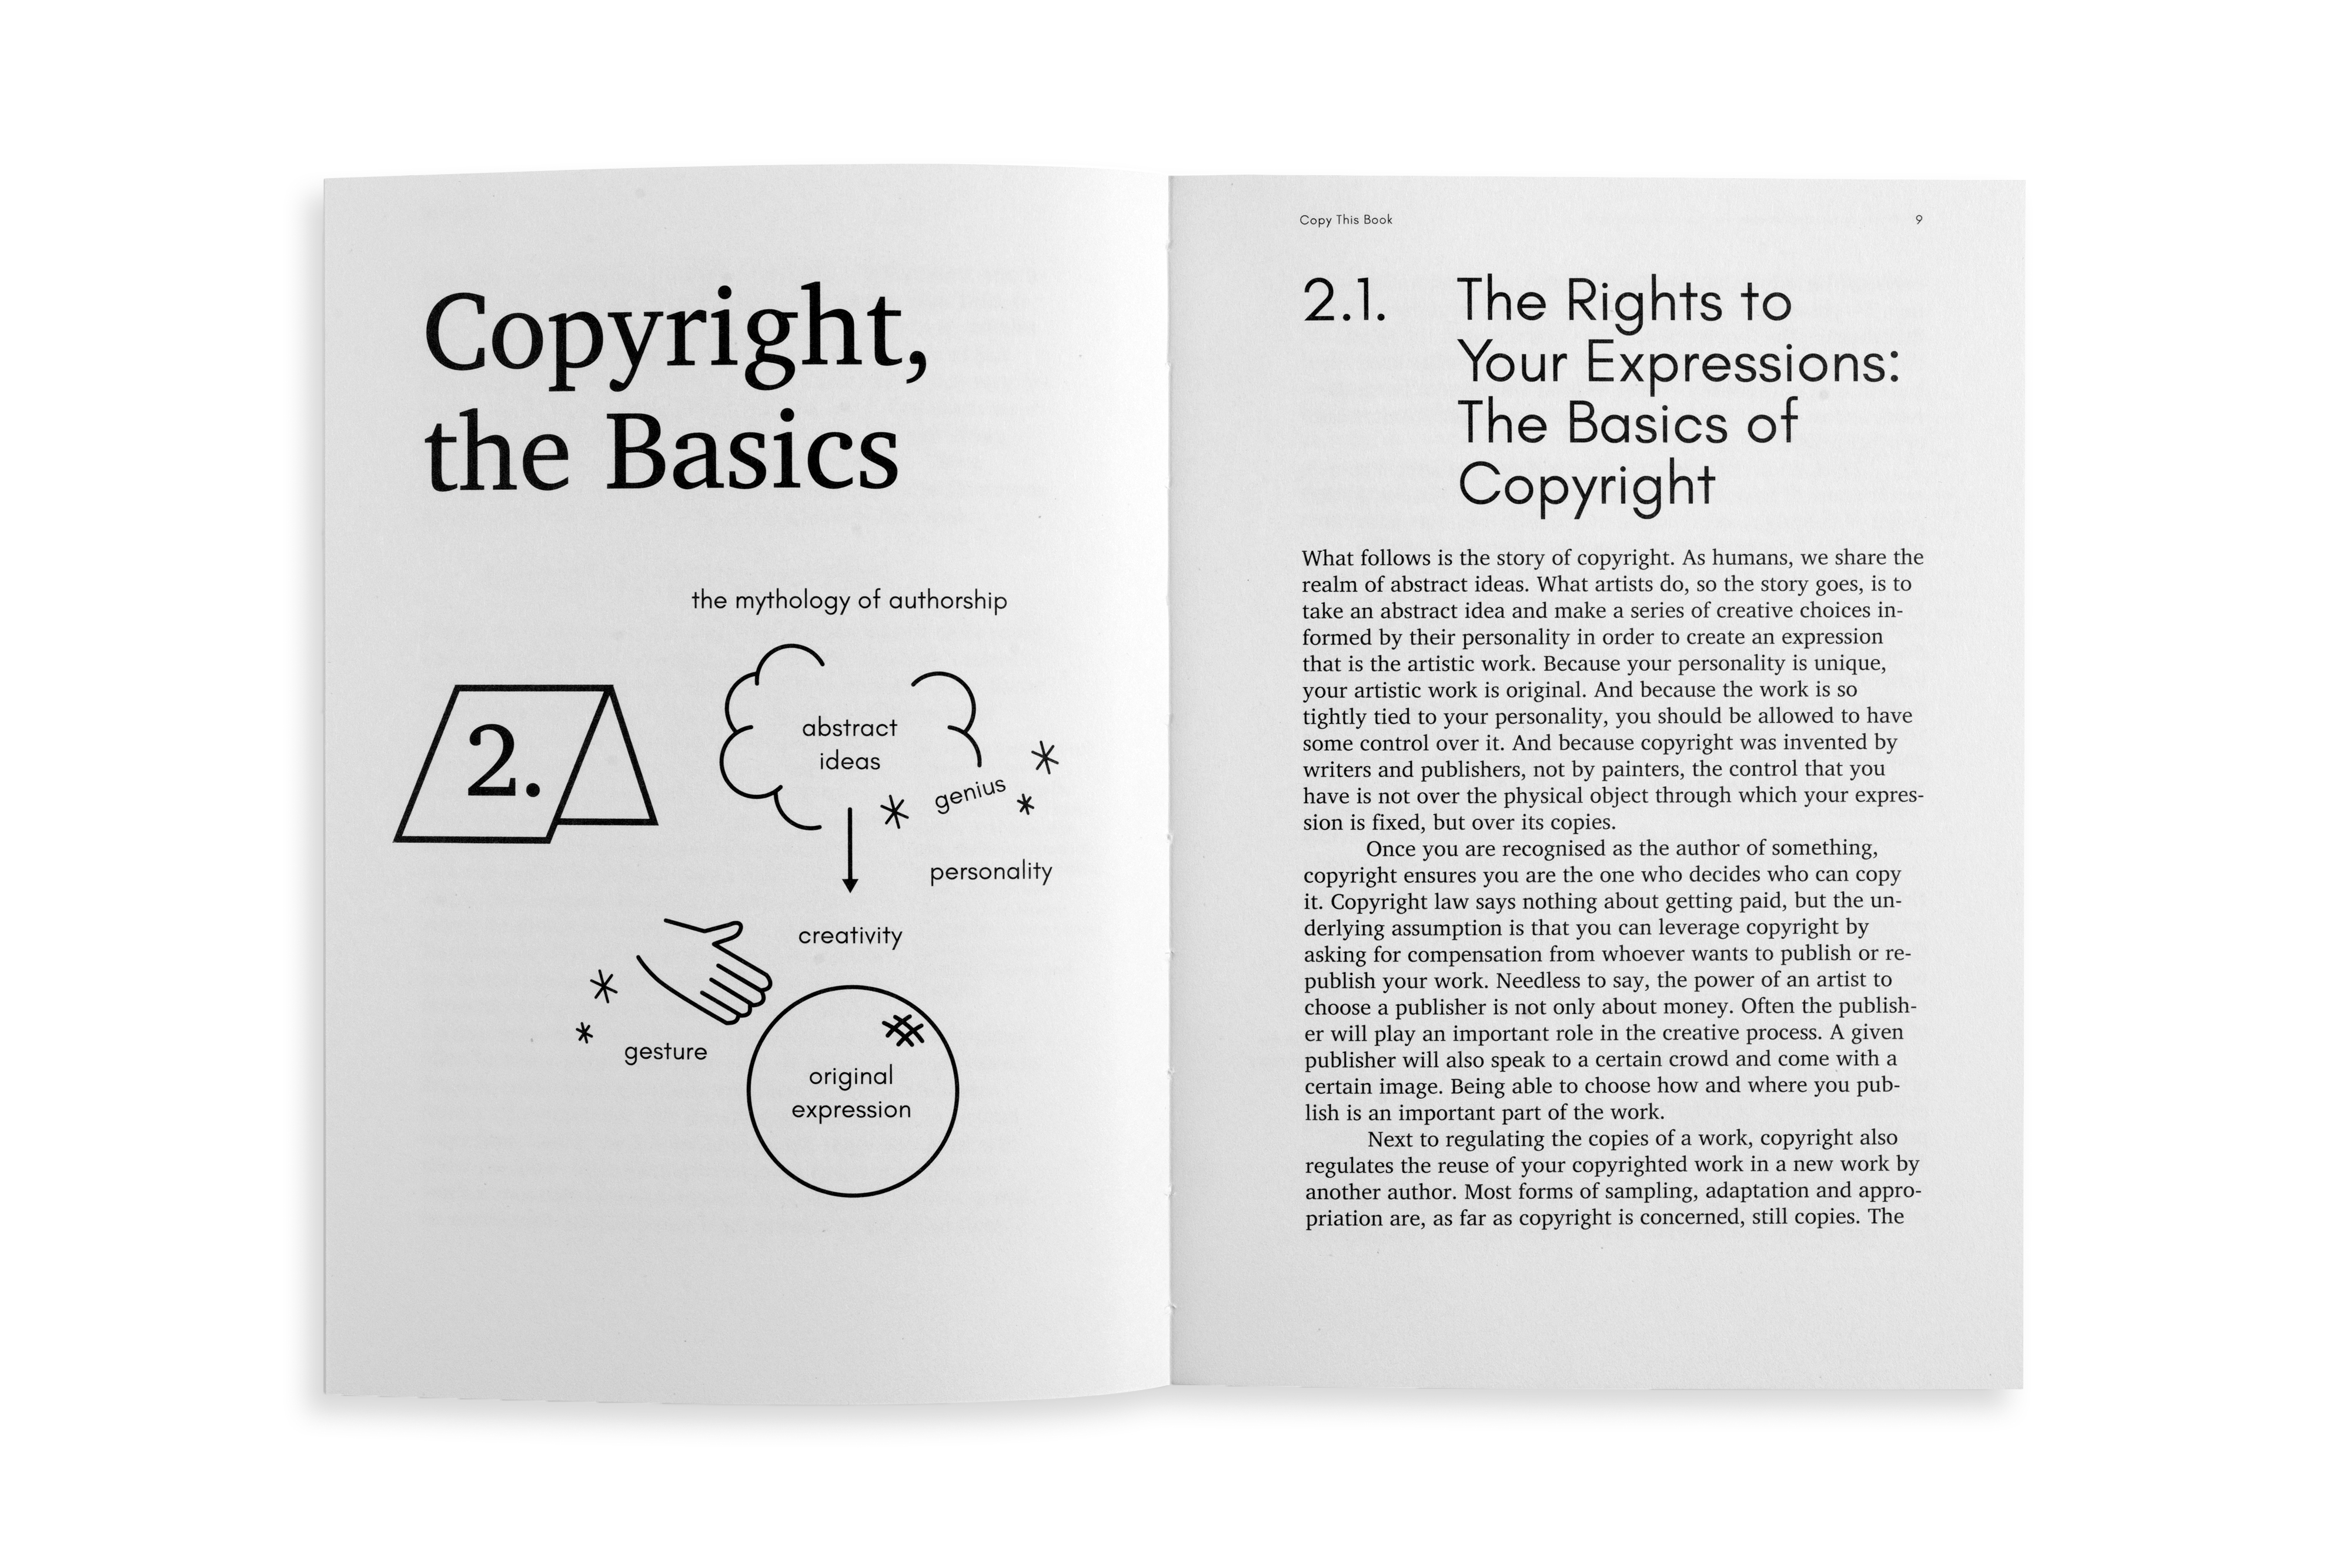 Copyright,
the Basics
the mythology of authorship
2.
abstract
ideas
genius
personality
creativity
gesture
original
expression
Copy This Book
9
2.1. The Rights to
Your Expressions:
The Basics of
Copyright
What follows is the story of copyright. As humans, we share the
realm of abstract ideas. What artists do, so the story goes, is to
take an abstract idea and make a series of creative choices in-
formed by their personality in order to create an expression
that is the artistic work. Because your personality is unique,
your artistic work is original. And because the work is so
tightly tied to your personality, you should be allowed to have
some control over it. And because copyright was invented by
writers and publishers, not by painters, the control that you
have is not over the physical object through which your expres-
sion is fixed, but over its copies.
Once you are recognised as the author of something,
copyright ensures you are the one who decides who can copy
it. Copyright law says nothing about getting paid, but the un-
derlying assumption is that you can leverage copyright by
asking for compensation from whoever wants to publish or re-
publish your work. Needless to say, the power of an artist to
choose a publisher is not only about money. Often the publish-
er will play an important role in the creative process. A given
publisher will also speak to a certain crowd and come with a
certain image. Being able to choose how and where you pub-
lish is an important part of the work.
Next to regulating the copies of a work, copyright also
regulates the reuse of your copyrighted work in a new work by
another author. Most forms of sampling, adaptation and appro-
priation are, as far as copyright is concerned, still copies. The